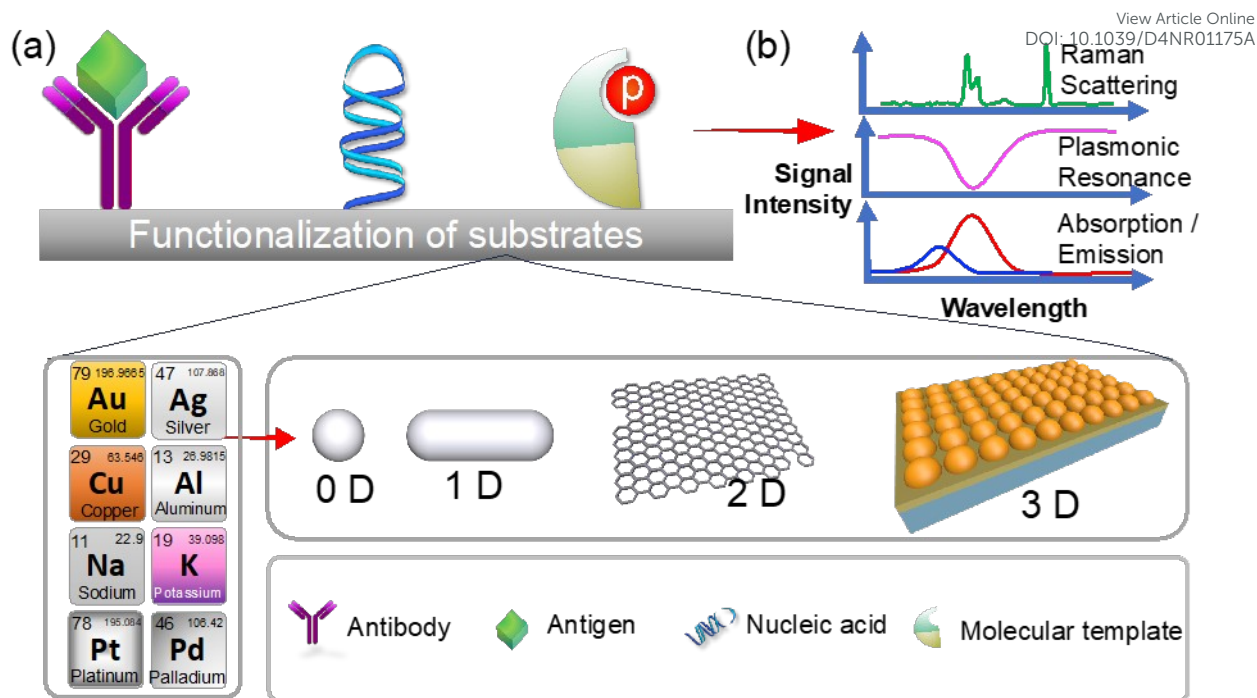 View Article Online
DOI: 10.1039/D4NR01175A
(a)
p
Functionalization of substrates
(b)
Raman
Scattering
Plasmonic
Resonance
Signal
Intensity
Absorption /
Emission
Wavelength
79 196.9665
Au
Gold
47 107.868
Ag
Silver
29 63.546
Cu
Copper
13 26.9815
Al
Aluminum
11 22.9
Na
Sodium
19 39.098
K
Potassium
78 195.084
Pt
Platinum
46 106.42
Pd
Palladium
0 D
1 D
2 D
3 D
Antibody
Antigen
Nucleic acid
Molecular template